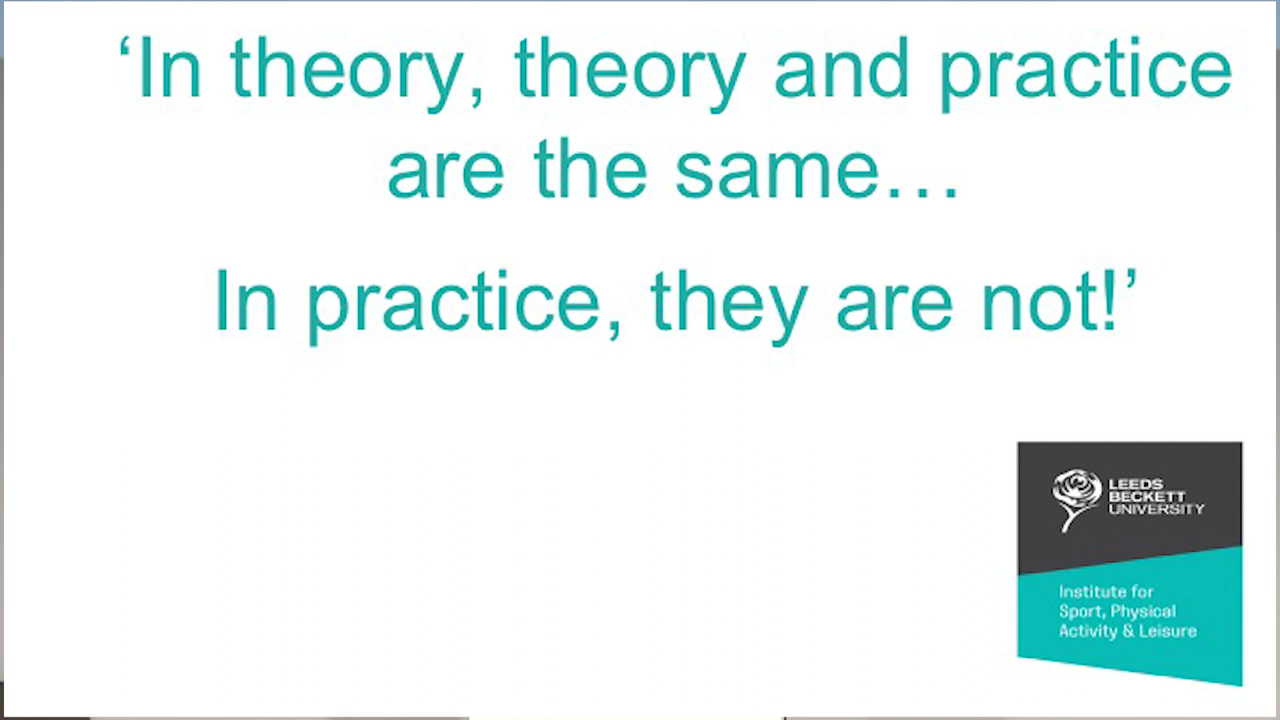 ‘In theory, theory and practice
are the same…
In practice, they are not!’
LEEDS
BECKETT
UNIVERSITY
Institute for
Sport, Physical
Activity & Leisure